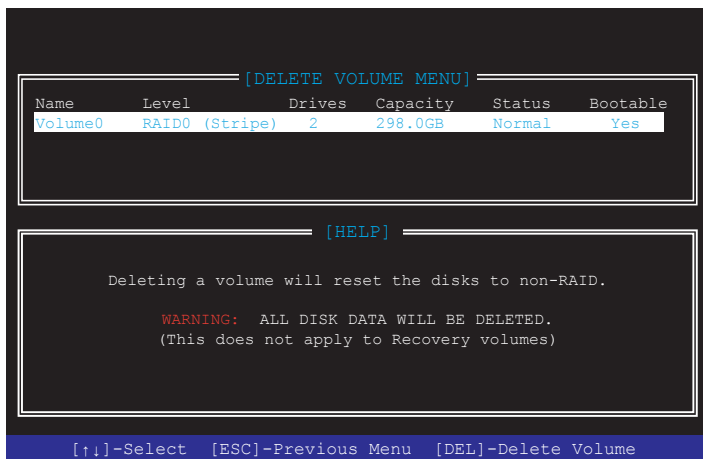 [DELETE VOLUME MENU]
Name Level Drives Capacity Status Bootable
Volume0 RAID0 (Stripe) 2 298.0GB Normal Yes
[HELP]
Deleting a volume will reset the disks to non-RAID.
WARNING: ALL DISK DATA WILL BE DELETED.
(This does not apply to Recovery volumes)
[↑↓]-Select [ESC]-Previous Menu [DEL]-Delete Volume